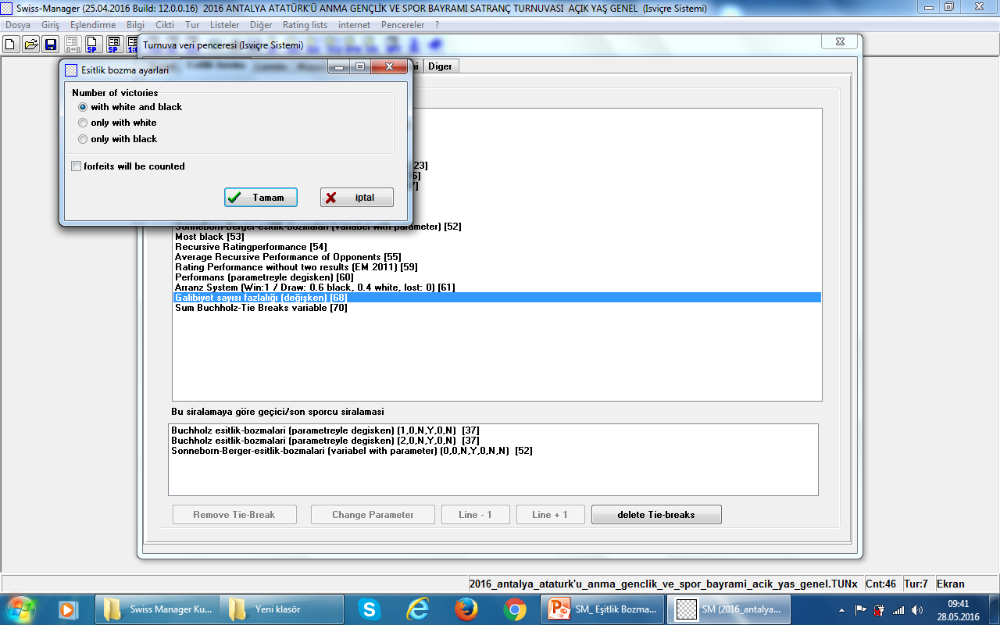 Swiss-Manager (25.04.2016 Build: 12.0.0.16)  2016 ANTALYA ATATÜRK'Ü ANMA GENÇLİK VE SPOR BAYRAMI SATRANÇ TURNUVASI  AÇIK YAŞ GENEL  (Isviçre Sistemi)
Dosya Giriş Eşlendirme Bilgi Cikti Tur Listeler Diğer Rating lists internet Pencereler ?
Turnuva veri penceresi (Isviçre Sistemi)
Diger
Esitlik bozma ayarlari
Number of victories
with white and black
only with white
only with black
forfeits will be counted
Tamam
iptal
23]
6]
Sonneborn-Berger-esitlik-bozmalari (variabel with parameter) [52]
Most black [53]
Recursive Ratingperformance [54]
Average Recursive Performance of Opponents [55]
Rating Performance without two results (EM 2011) [59]
Performans (parametreyle degisken) [60]
Arranz System (Win:1 / Draw: 0.6 black, 0.4 white, lost: 0) [61]
Galibiyet sayısı fazlalığı (değişken) [68]
Sum Buchholz-Tie Breaks variable [70]
Bu siralamaya göre geçici/son sporcu siralamasi
Buchholz esitlik-bozmalari (parametreyle degisken) (1,0,N,Y,0,N)  [37]
Buchholz esitlik-bozmalari (parametreyle degisken) (2,0,N,Y,0,N)  [37]
Sonneborn-Berger-esitlik-bozmalari (variabel with parameter) (0,0,N,Y,0,N,N)  [52]
Remove Tie-Break
Change Parameter
Line - 1
Line + 1
delete Tie-breaks
2016_antalya_ataturk'u_anma_genclik_ve_spor_bayrami_acik_yas_genel.TUNx Cnt:46 Tur:7 Ekran
Swiss Manager Ku...
Yeni klasör
SM_ Eşitlik Bozma...
SM (2016_antalya...
09:41
28.05.2016